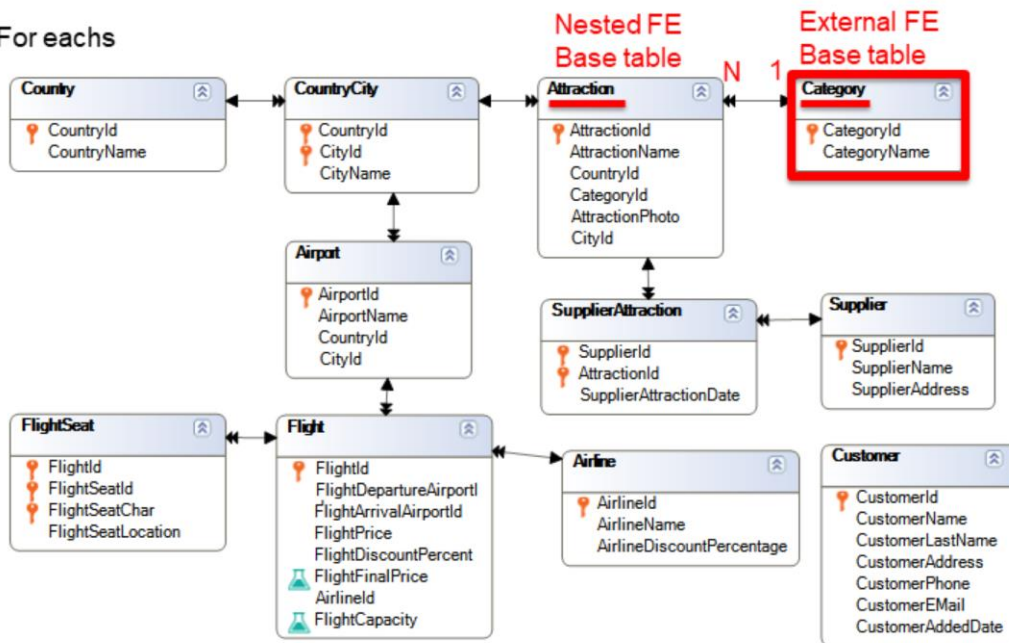 For eachs
Nested FE
Base table
External FE
Base table
N
1
Country
CountryId
CountryName
CountryCity
CountryId
CityId
CityName
Attraction
AttractionId
AttractionName
CountryId
CategoryId
AttractionPhoto
CityId
Category
CategoryId
CategoryName
Airport
AirportId
AirportName
CountryId
CityId
SupplierAttraction
SupplierId
AttractionId
SupplierAttractionDate
Supplier
SupplierId
SupplierName
SupplierAddress
FlightSeat
FlightId
FlightSeatId
FlightSeatChar
FlightSeatLocation
Flight
FlightId
FlightDepartureAirportI
FlightArrivalAirportId
FlightPrice
FlightDiscountPercent
FlightFinalPrice
AirlineId
FlightCapacity
Airline
AirlineId
AirlineName
AirlineDiscountPercentage
Customer
CustomerId
CustomerName
CustomerLastName
CustomerAddress
CustomerPhone
CustomerEMail
CustomerAddedDate